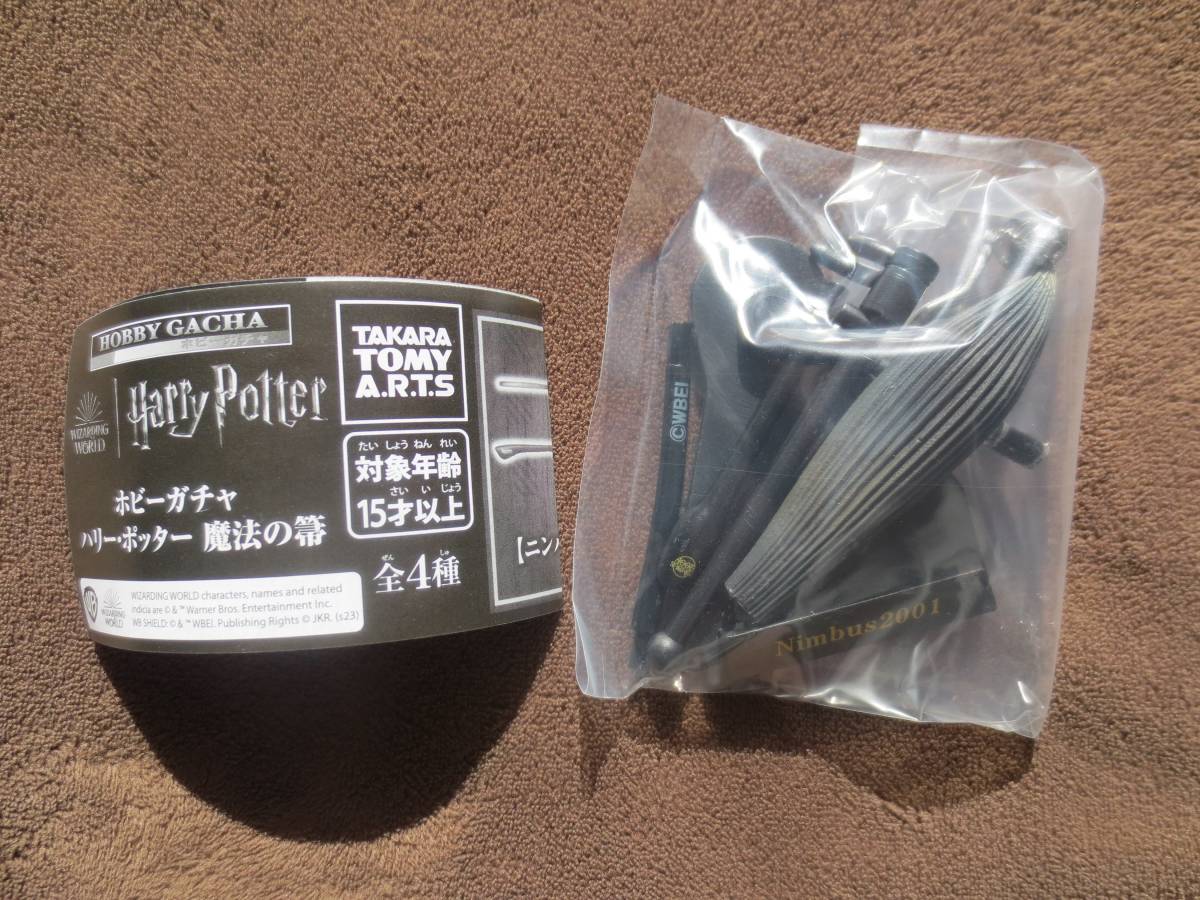 HOBBY GACHA
ホビーガチャ
WIZARDING
WORLD
Harry Potter
TAKARA
TOMY
A.R.T.S
たいしょうねんれい
対象年齢
さいいじょう
15才以上
ホビーガチャ
ハリー・ポッター 魔法の箒
ぜん しゅ
全4種
WB
WIZARDING
WORLD
WIZARDING WORLD characters, names and related
indicia are © & ™ Warner Bros. Entertainment Inc.
WB SHIELD: © & ™ WBEI. Publishing Rights © JKR. (s23)
【ニン
©WBEI
Nimbus2001